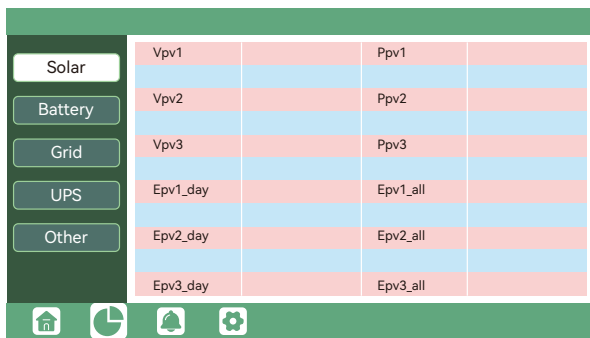 Solar
Battery
Grid
UPS
Other
Vpv1 Ppv1
Vpv2 Ppv2
Vpv3 Ppv3
Epv1_day Epv1_all
Epv2_day Epv2_all
Epv3_day Epv3_all